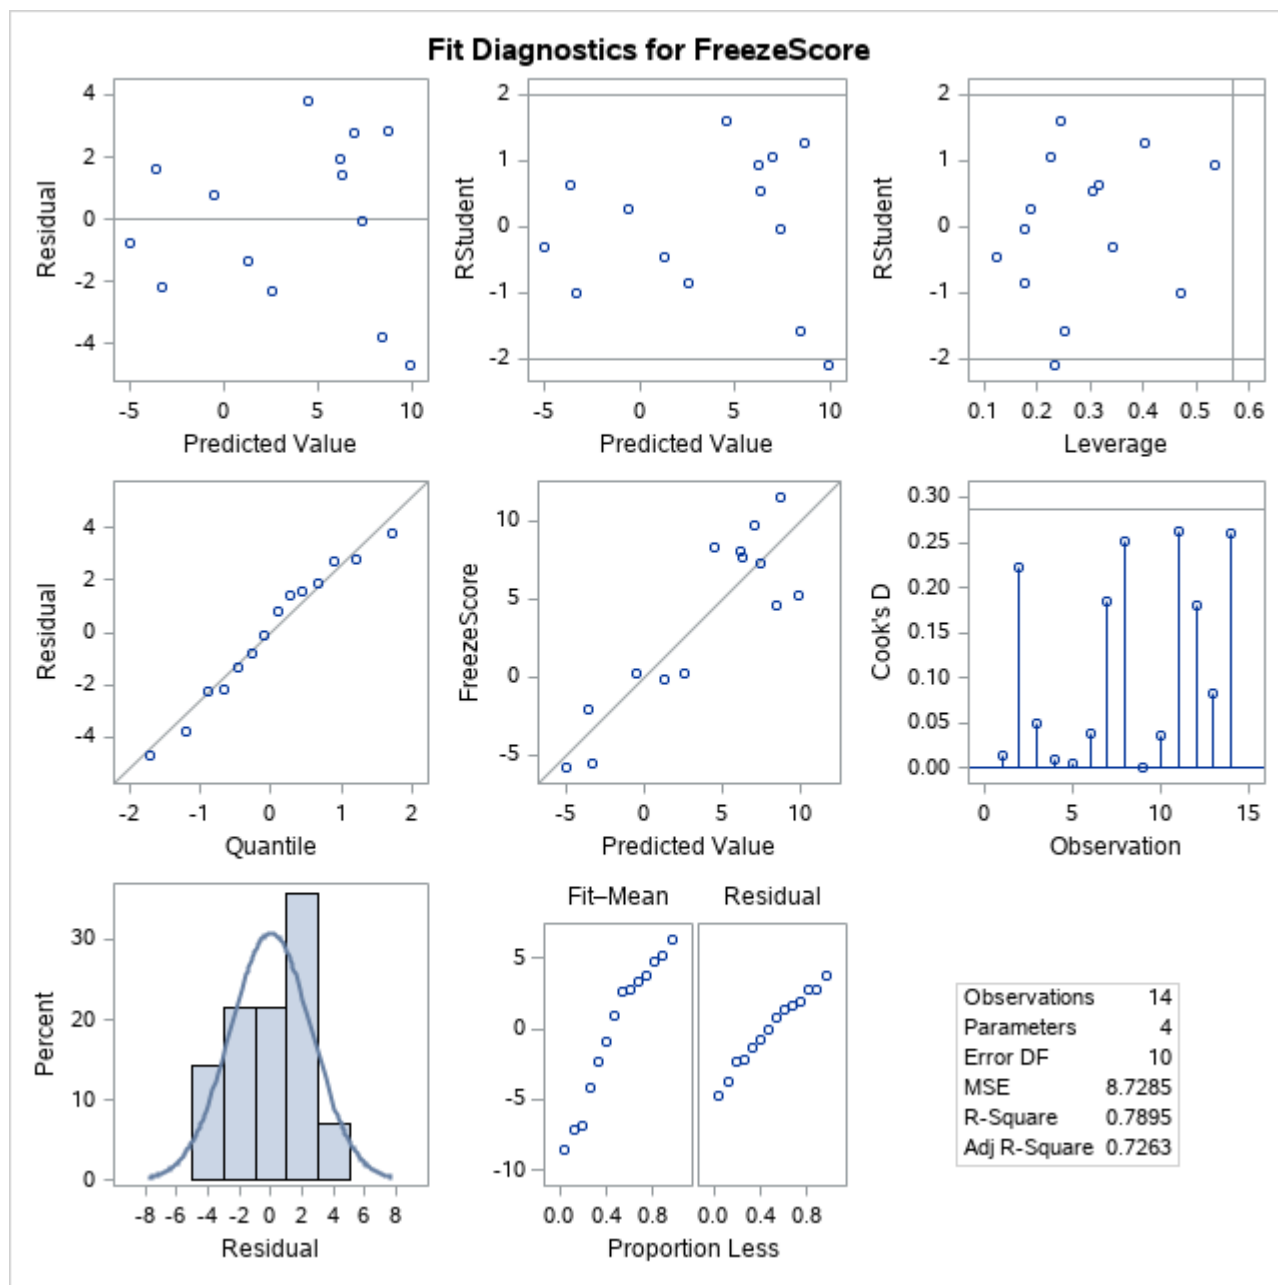 Fit Diagnostics for FreezeScore
4
2
0
-2
-4
Residual
-5 0 5 10
Predicted Value
2
1
0
-1
-2
RStudent
-5 0 5 10
Predicted Value
2
1
0
-1
-2
RStudent
0.1 0.2 0.3 0.4 0.5 0.6
Leverage
4
2
0
-2
-4
Residual
-2 -1 0 1 2
Quantile
10
5
0
-5
FreezeScore
-5 0 5 10
Predicted Value
0.30
0.25
0.20
0.15
0.10
0.05
0.00
Cook's D
0 5 10 15
Observation
30
20
10
0
Percent
-8 -6 -4 -2 0 2 4 6 8
Residual
Fit–Mean Residual
5
0
-5
-10
0.0 0.4 0.8 0.0 0.4 0.8
Proportion Less
Observations 14
Parameters 4
Error DF 10
MSE 8.7285
R-Square 0.7895
Adj R-Square 0.7263